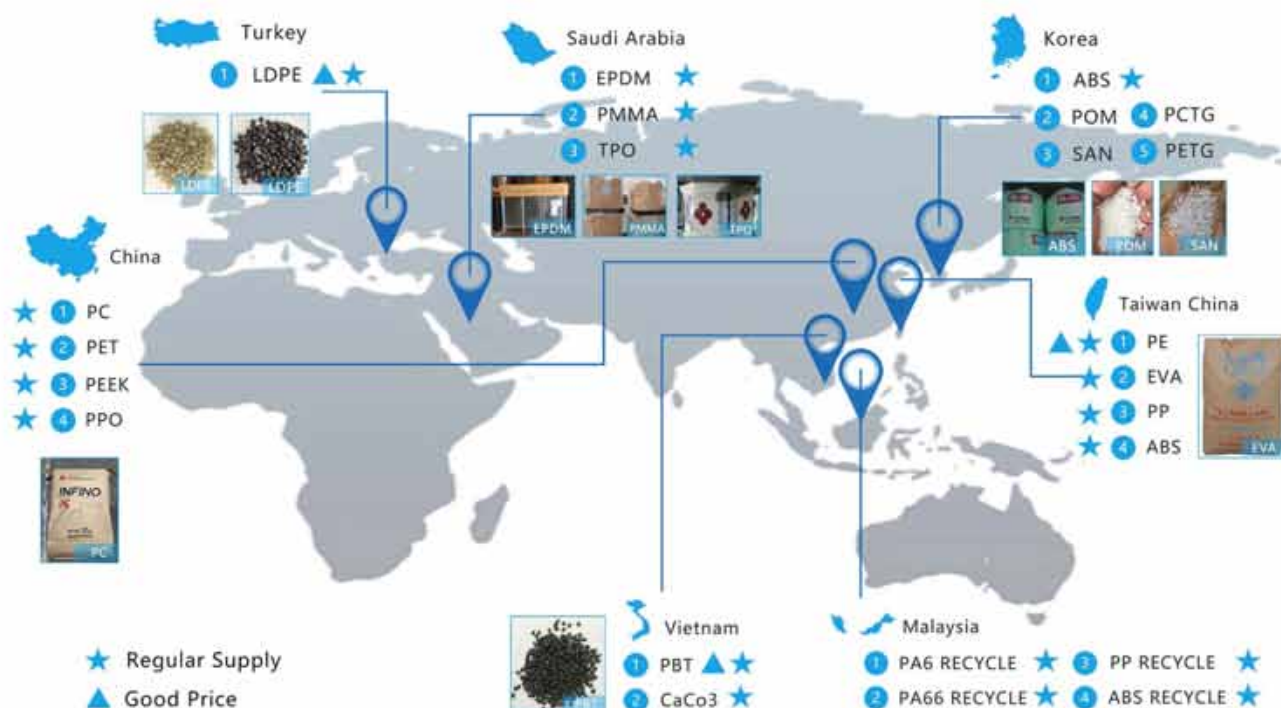 Turkey
1 LDPE
LDPE
LDPE
Saudi Arabia
1 EPDM
2 PMMA
3 TPO
EPDM
PMMA
TPO
Korea
1 ABS
2 POM
4 PCTG
3 SAN
5 PETG
ABS
POM
SAN
China
1 PC
2 PET
3 PEEK
4 PPO
INFINO
PC
Taiwan China
1 PE
2 EVA
3 PP
4 ABS
EVA
Vietnam
1 PBT
2 CaCo3
Malaysia
1 PA6 RECYCLE
3 PP RECYCLE
2 PA66 RECYCLE
4 ABS RECYCLE
Regular Supply
Good Price